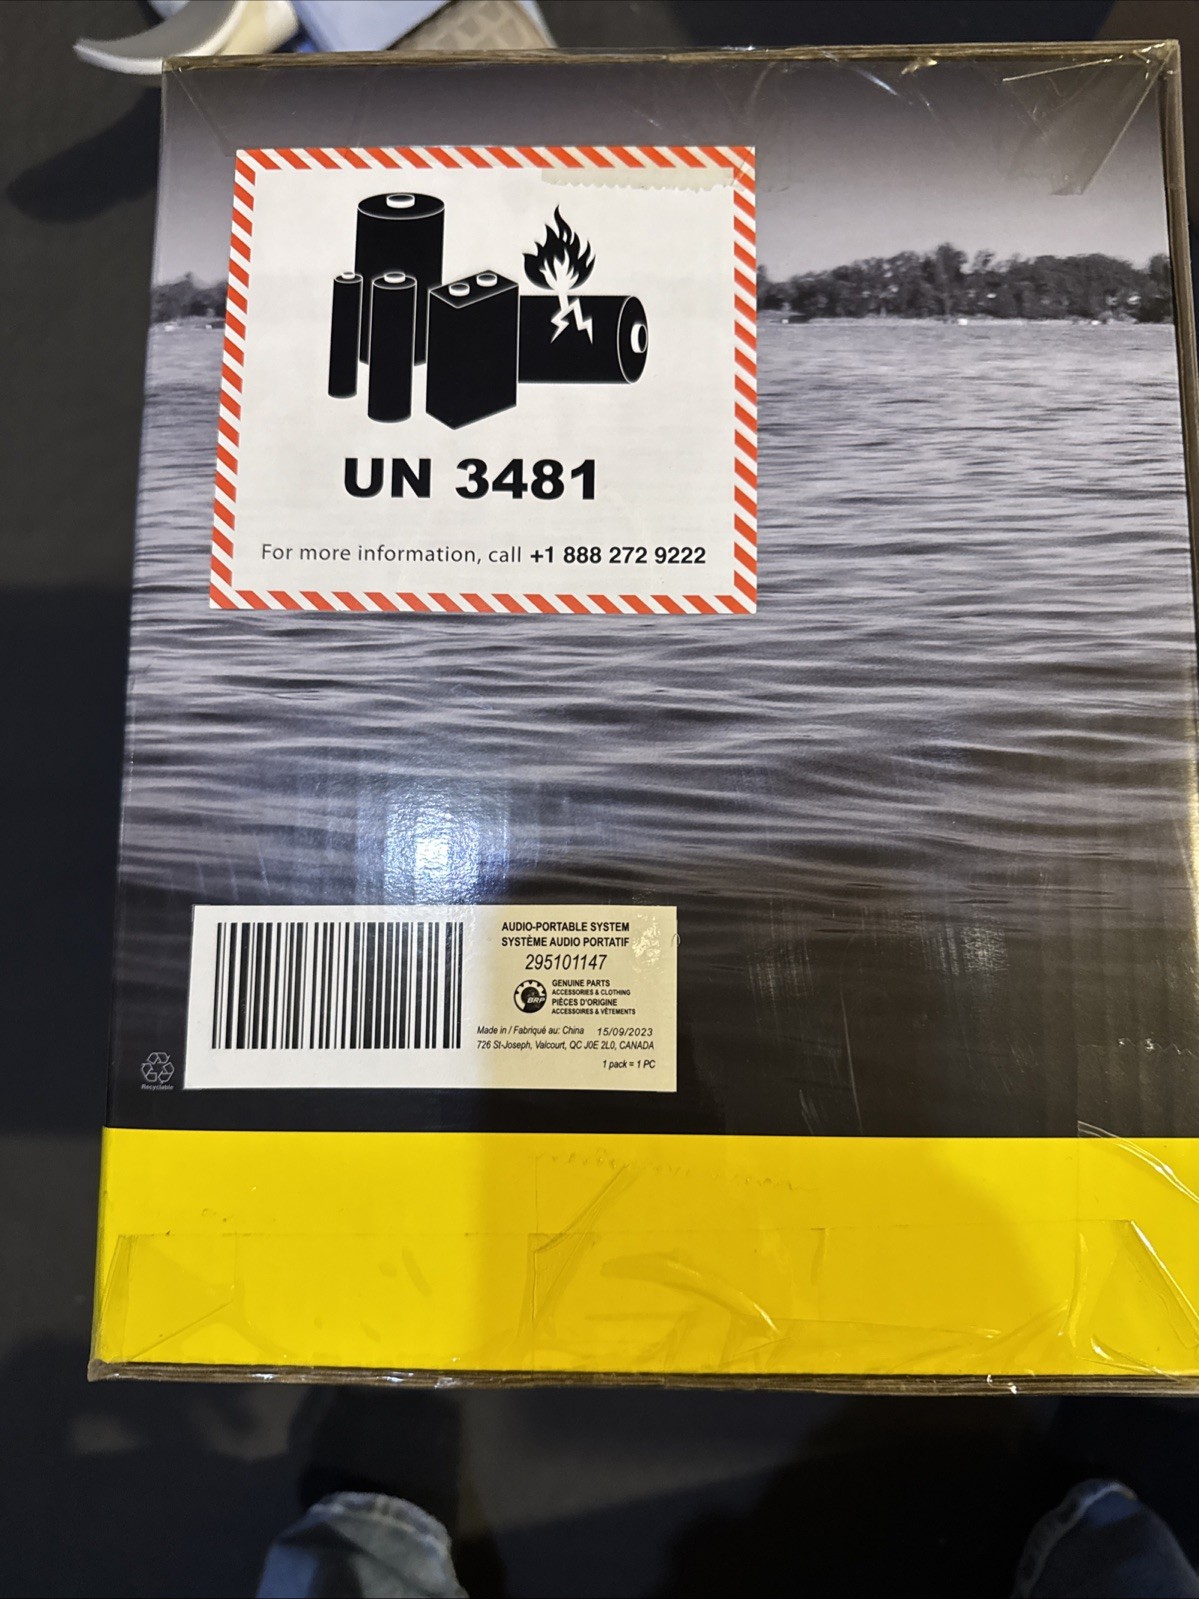 UN 3481
For more information, call +1 888 272 9222
AUDIO-PORTABLE SYSTEM
SYSTÈME AUDIO PORTATIF
295101147
BRP
GENUINE PARTS
ACCESSORIES & CLOTHING
PIÈCES D'ORIGINE
ACCESSOIRES & VÊTEMENTS
Made in / Fabriqué au: China 15/09/2023
726 St-Joseph, Valcourt, QC J0E 2L0, CANADA
1 pack = 1 PC
Recyclable